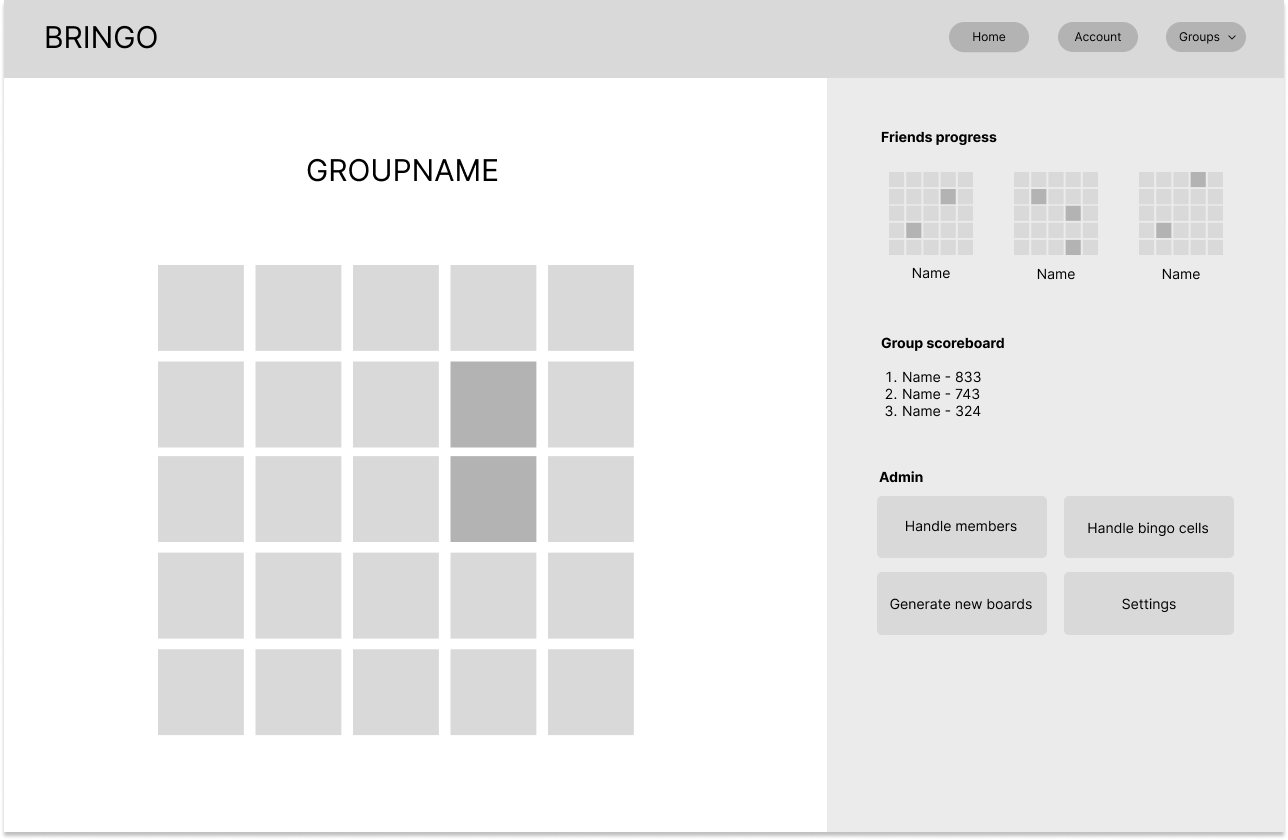 BRINGO
Home
Account
Groups
GROUPNAME
Friends progress
Name
Name
Name
Group scoreboard
1. Name - 833
2. Name - 743
3. Name - 324
Admin
Handle members
Handle bingo cells
Generate new boards
Settings